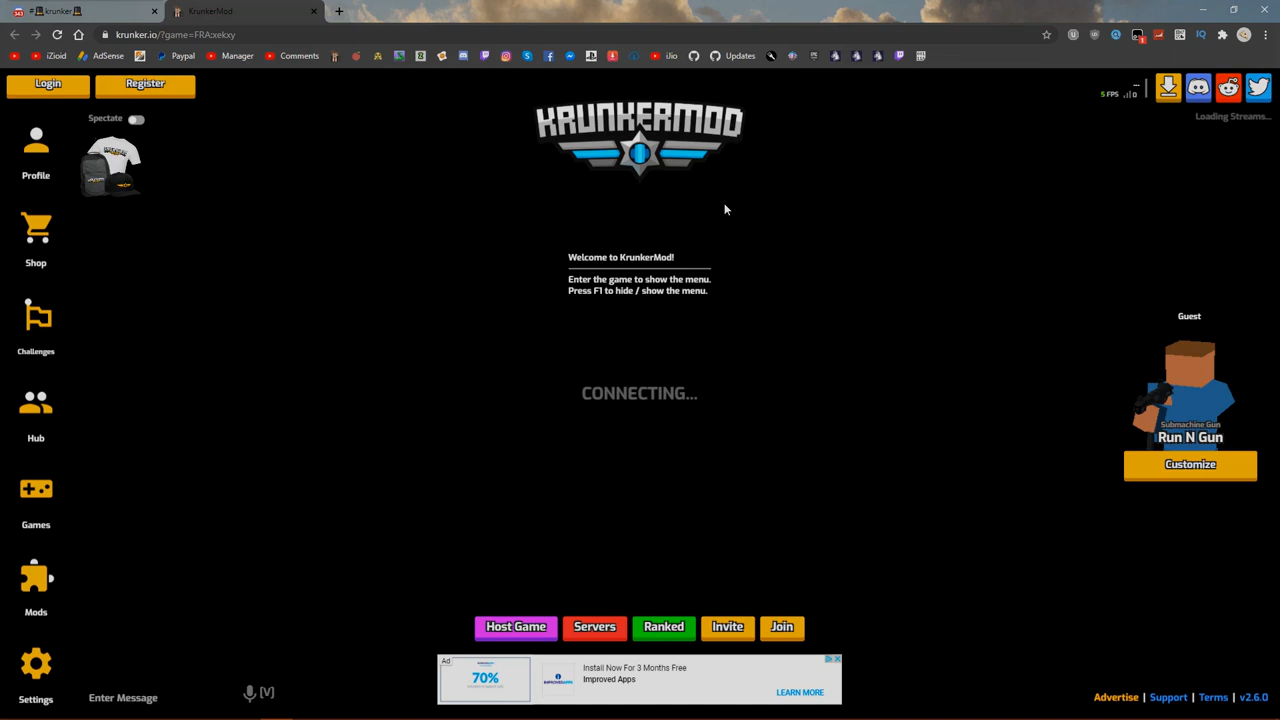 #🎩krunker🎩
KrunkerMod
krunker.io/?game=FRA:xekxy
iZioid
AdSense
Paypal
Manager
Comments
iJio
Updates
Login
Register
5 FPS
Spectate
Loading Streams...
KRUNKERMOD
Profile
Shop
Challenges
Hub
Games
Mods
Settings
Welcome to KrunkerMod!
Enter the game to show the menu.
Press F1 to hide / show the menu.
CONNECTING...
Guest
Submachine Gun
Run N Gun
Customize
Host Game
Servers
Ranked
Invite
Join
Ad
70%
Install Now For 3 Months Free
Improved Apps
LEARN MORE
Enter Message
[V]
Advertise | Support | Terms | v2.6.0